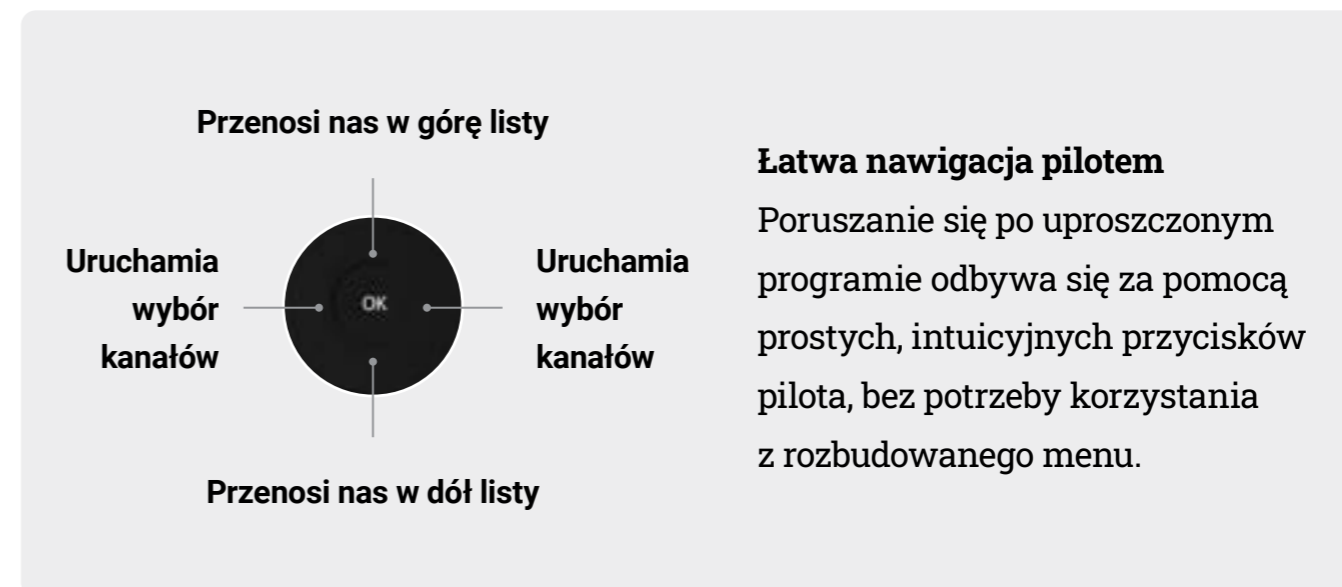 Przenosi nas w górę listy
Uruchamia
wybór
kanałów
OK
Uruchamia
wybór
kanałów
Przenosi nas w dół listy
Łatwa nawigacja pilotem
Poruszanie się po uproszczonym
programie odbywa się za pomocą
prostych, intuicyjnych przycisków
pilota, bez potrzeby korzystania
z rozbudowanego menu.